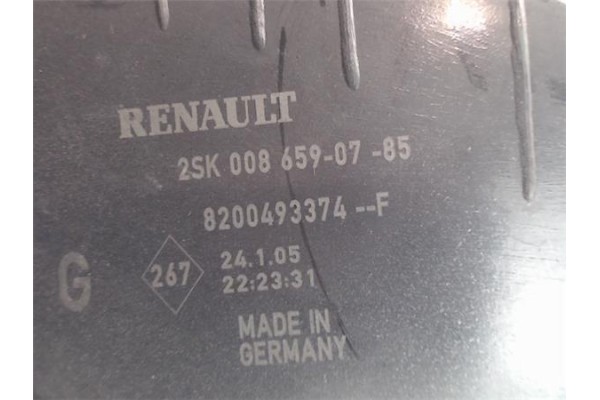 RENAULT
2SK 008 659-07 -85
8200493374 --F
G
267
24.1.05
22:23:31
MADE IN
GERMANY